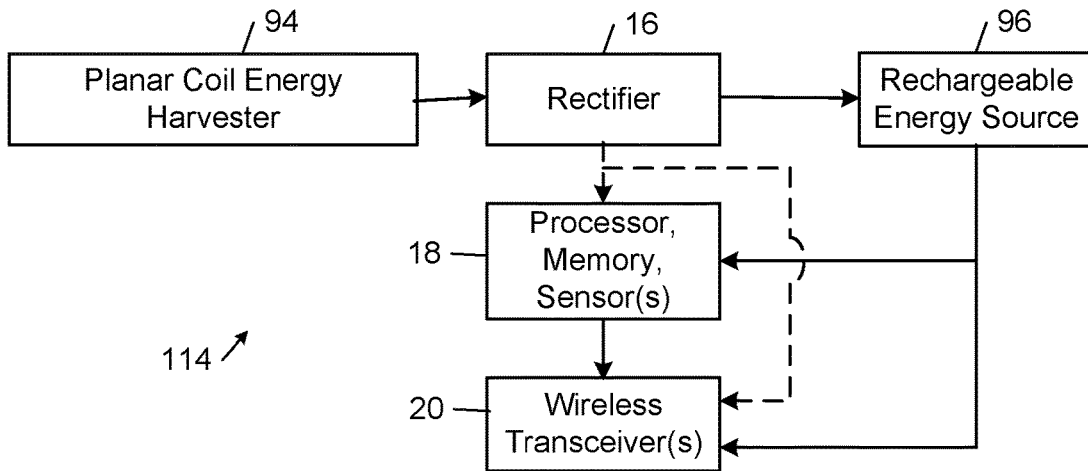 94
16
96
Planar Coil Energy
Harvester
Rectifier
Rechargeable
Energy Source
18
Processor,
Memory,
Sensor(s)
114
20
Wireless
Transceiver(s)